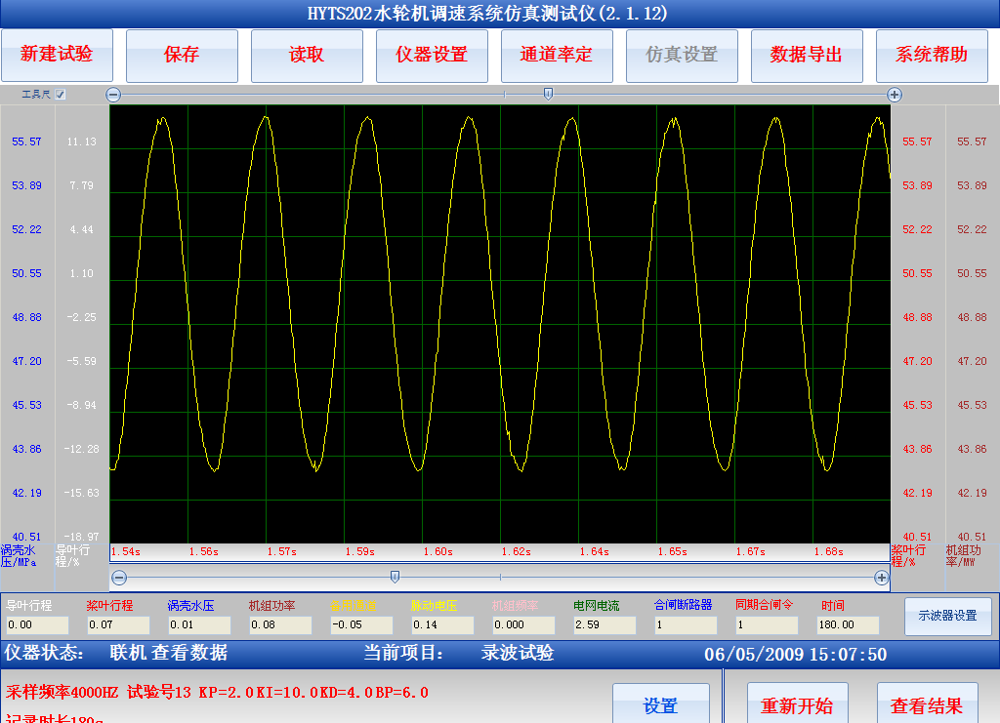 HYTS202水轮机调速系统仿真测试仪(2.1.12)
新建试验 保存 读取 仪器设置 通道率定 仿真设置 数据导出 系统帮助
工具尺
55.57 11.13 55.57 55.57
53.89 7.79 53.89 53.89
52.22 4.44 52.22 52.22
50.55 1.10 50.55 50.55
48.88 -2.25 48.88 48.88
47.20 -5.59 47.20 47.20
45.53 -8.94 45.53 45.53
43.86 -12.28 43.86 43.86
42.19 -15.63 42.19 42.19
40.51 -18.97 40.51 40.51
涡壳水 导叶行 1.54s 1.56s 1.57s 1.59s 1.60s 1.62s 1.64s 1.65s 1.67s 1.68s 桨叶行 机组功
压/MPa 程/% 程/% 率/MW
导叶行程 桨叶行程 涡壳水压 机组功率 脉动电压 机组频率 电网电流 合闸断路器 同期合闸令 时间
0.00 0.07 0.01 0.08 -0.05 0.14 0.000 2.59 1 1 180.00
示波器设置
仪器状态: 联机 查看数据 当前项目: 录波试验 06/05/2009 15:07:50
采样频率4000HZ 试验号13 KP=2.0KI=10.0KD=4.0BP=6.0
记录时长180s
设置 重新开始 查看结果